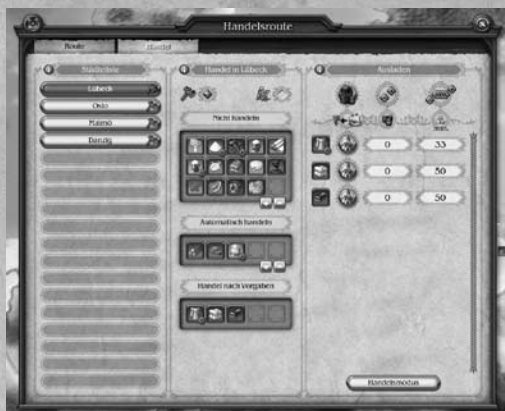 Handelsroute
Route
Handel
Städteliste
Lübeck
Oslo
Malmö
Danzig
Handel in Lübeck
Nicht handeln
Automatisch handeln
Handel nach Vorgaben
Ausladen
max.
0 33
0 50
0 50
Handelsmodus